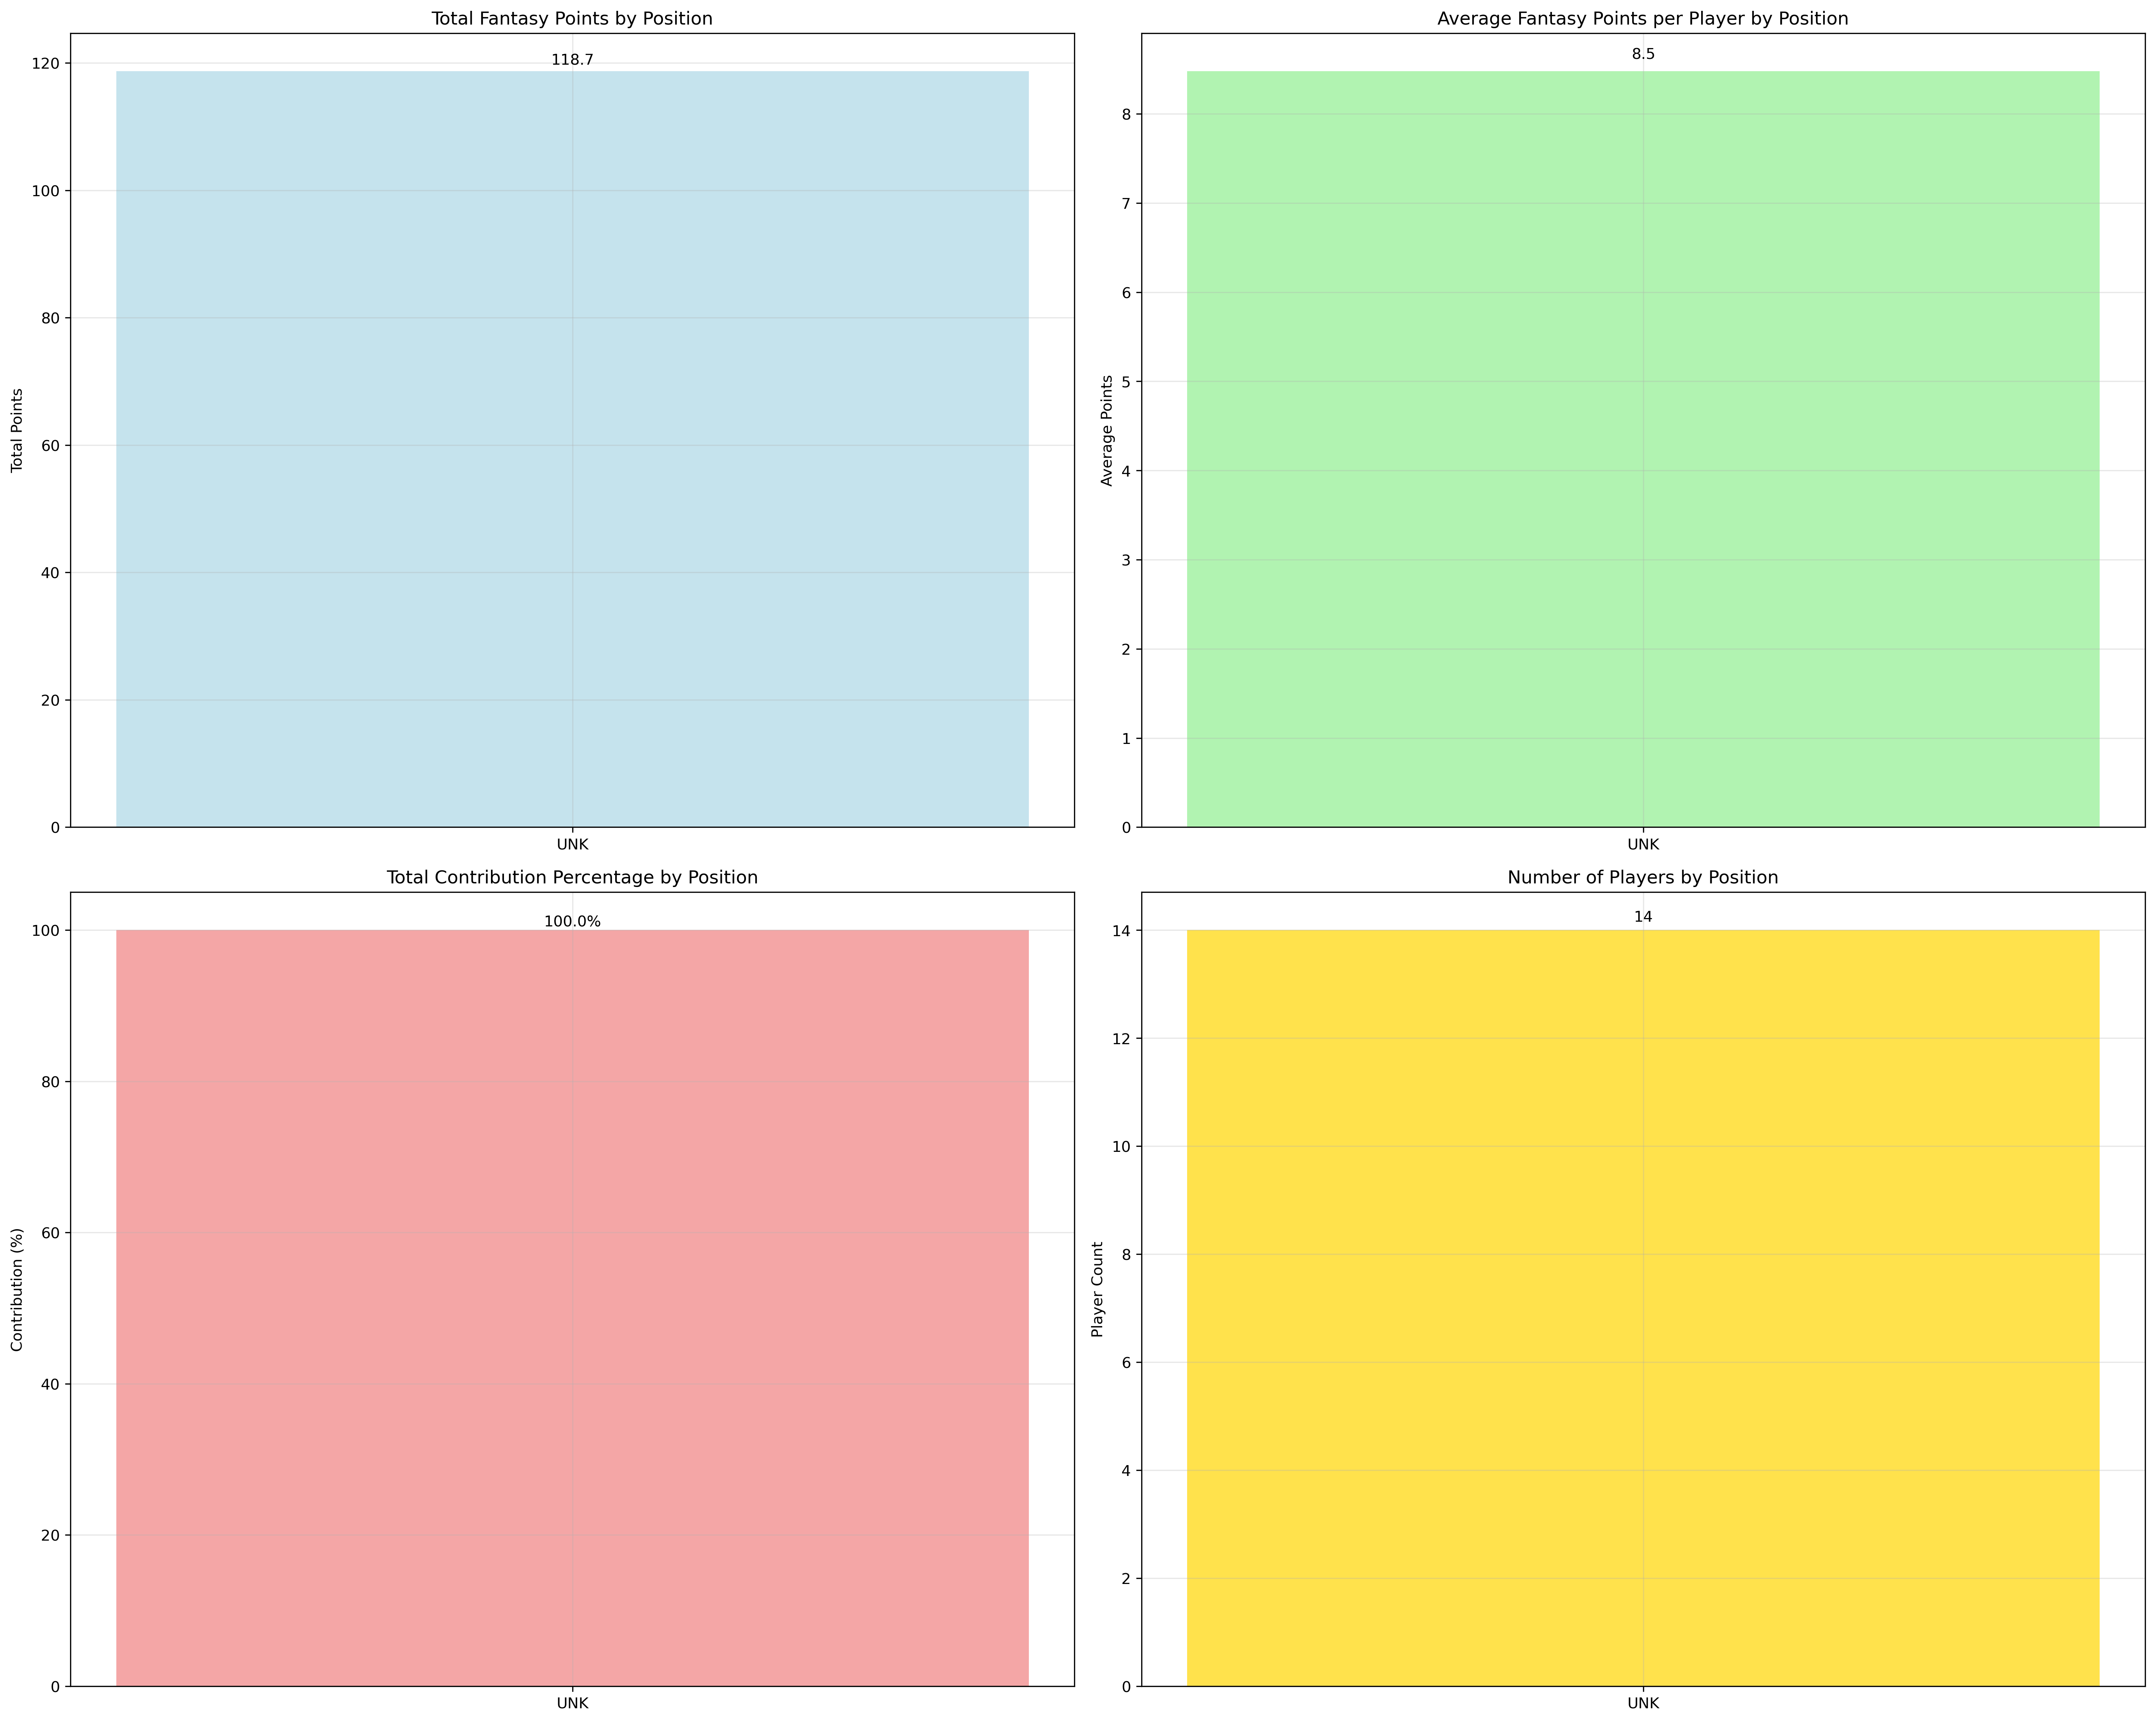 Total Fantasy Points by Position
118.7
120
100
80
60
40
20
0
Total Points
UNK
Average Fantasy Points per Player by Position
8.5
8
7
6
5
4
3
2
1
0
Average Points
UNK
Total Contribution Percentage by Position
100.0%
100
80
60
40
20
0
Contribution (%)
UNK
Number of Players by Position
14
14
12
10
8
6
4
2
0
Player Count
UNK